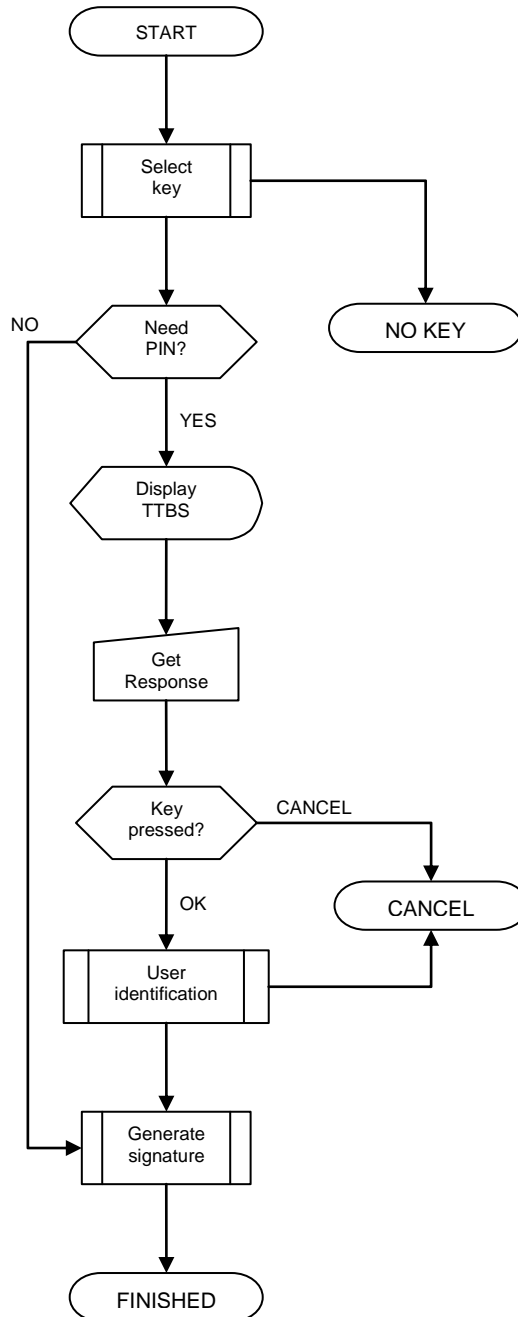 START
Select
key
NO
Need
PIN?
NO KEY
YES
Display
TTBS
Get
Response
Key
pressed?
CANCEL
OK
CANCEL
User
identification
Generate
signature
FINISHED